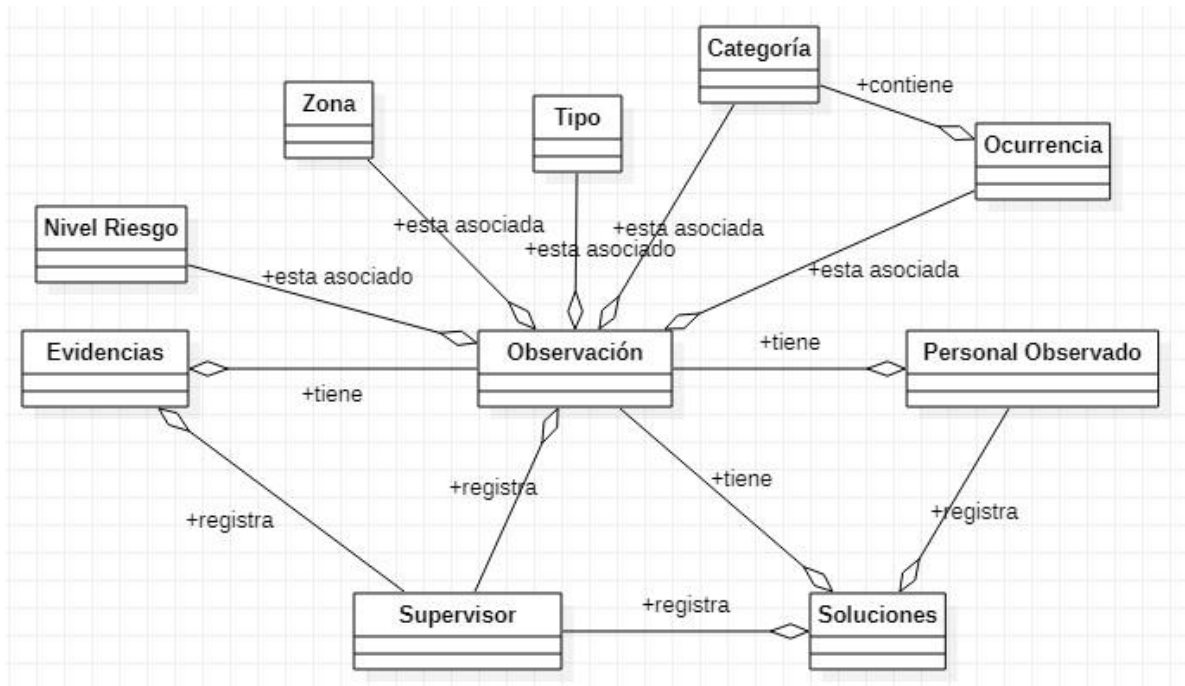 Categoría
+contiene
Zona
Tipo
Ocurrencia
Nivel Riesgo
+esta asociada
+esta asociada
+esta asociado
+esta asociado
+esta asociada
Evidencias
Observación
+tiene
Personal Observado
+tiene
+tiene
+registra
+registra
+registra
Supervisor
+registra
Soluciones